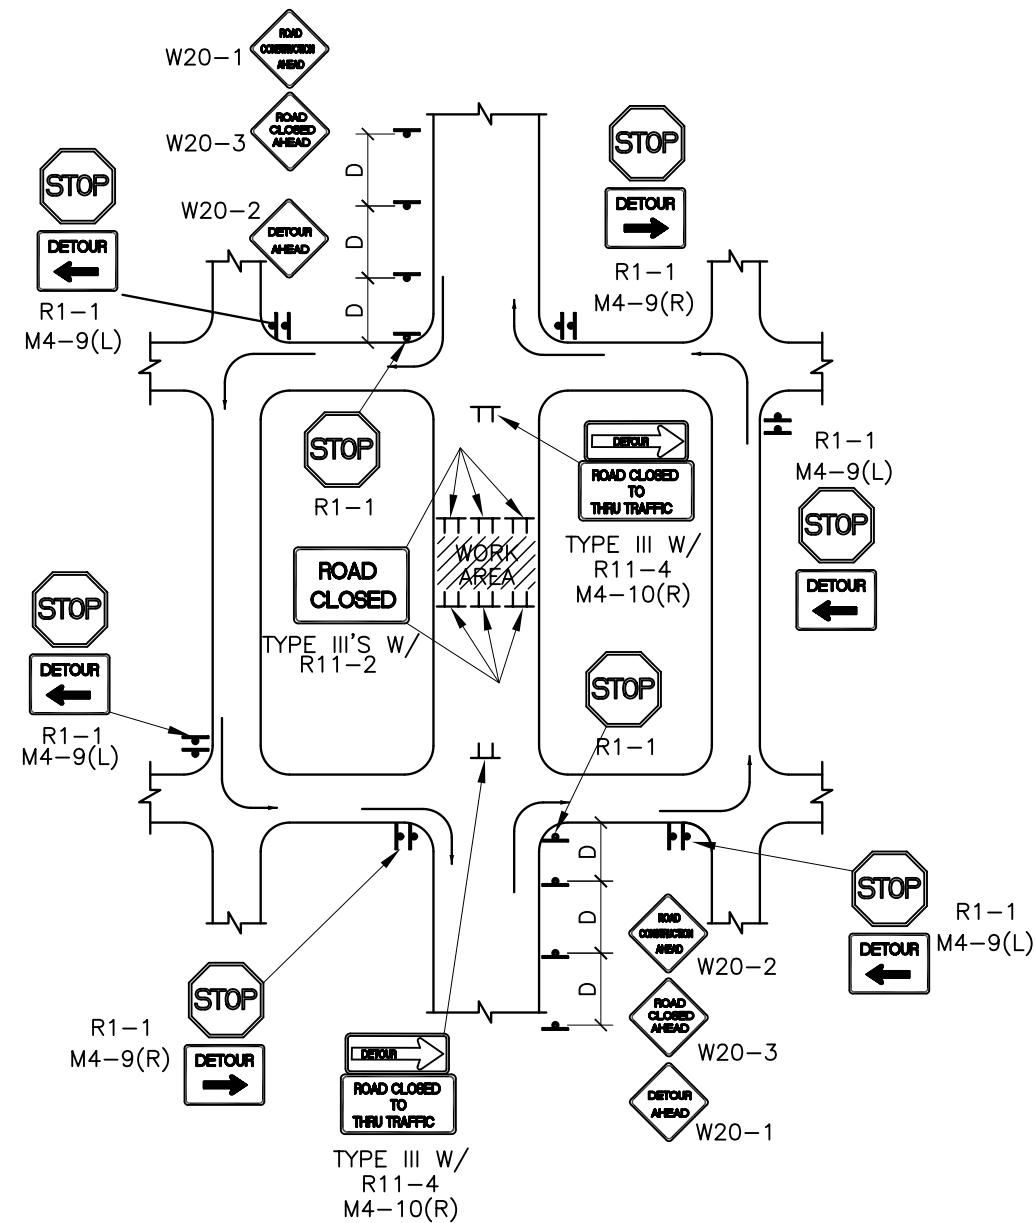 W20-1
ROAD
CONSTRUCTION
AHEAD
W20-3
ROAD
CLOSED
AHEAD
W20-2
DETOUR
AHEAD
D
D
D
STOP
DETOUR
R1-1
M4-9(L)
STOP
DETOUR
R1-1
M4-9(R)
STOP
R1-1
DETOUR
ROAD CLOSED
TO
THRU TRAFFIC
TYPE III W/
R11-4
M4-10(R)
R1-1
M4-9(L)
STOP
DETOUR
ROAD
CLOSED
TYPE III'S W/
R11-2
WORK
AREA
STOP
DETOUR
R1-1
M4-9(L)
STOP
R1-1
D
D
D
ROAD
CONSTRUCTION
AHEAD
W20-2
ROAD
CLOSED
AHEAD
W20-3
DETOUR
AHEAD
W20-1
STOP
R1-1
M4-9(L)
DETOUR
STOP
R1-1
M4-9(R)
DETOUR
DETOUR
ROAD CLOSED
TO
THRU TRAFFIC
TYPE III W/
R11-4
M4-10(R)